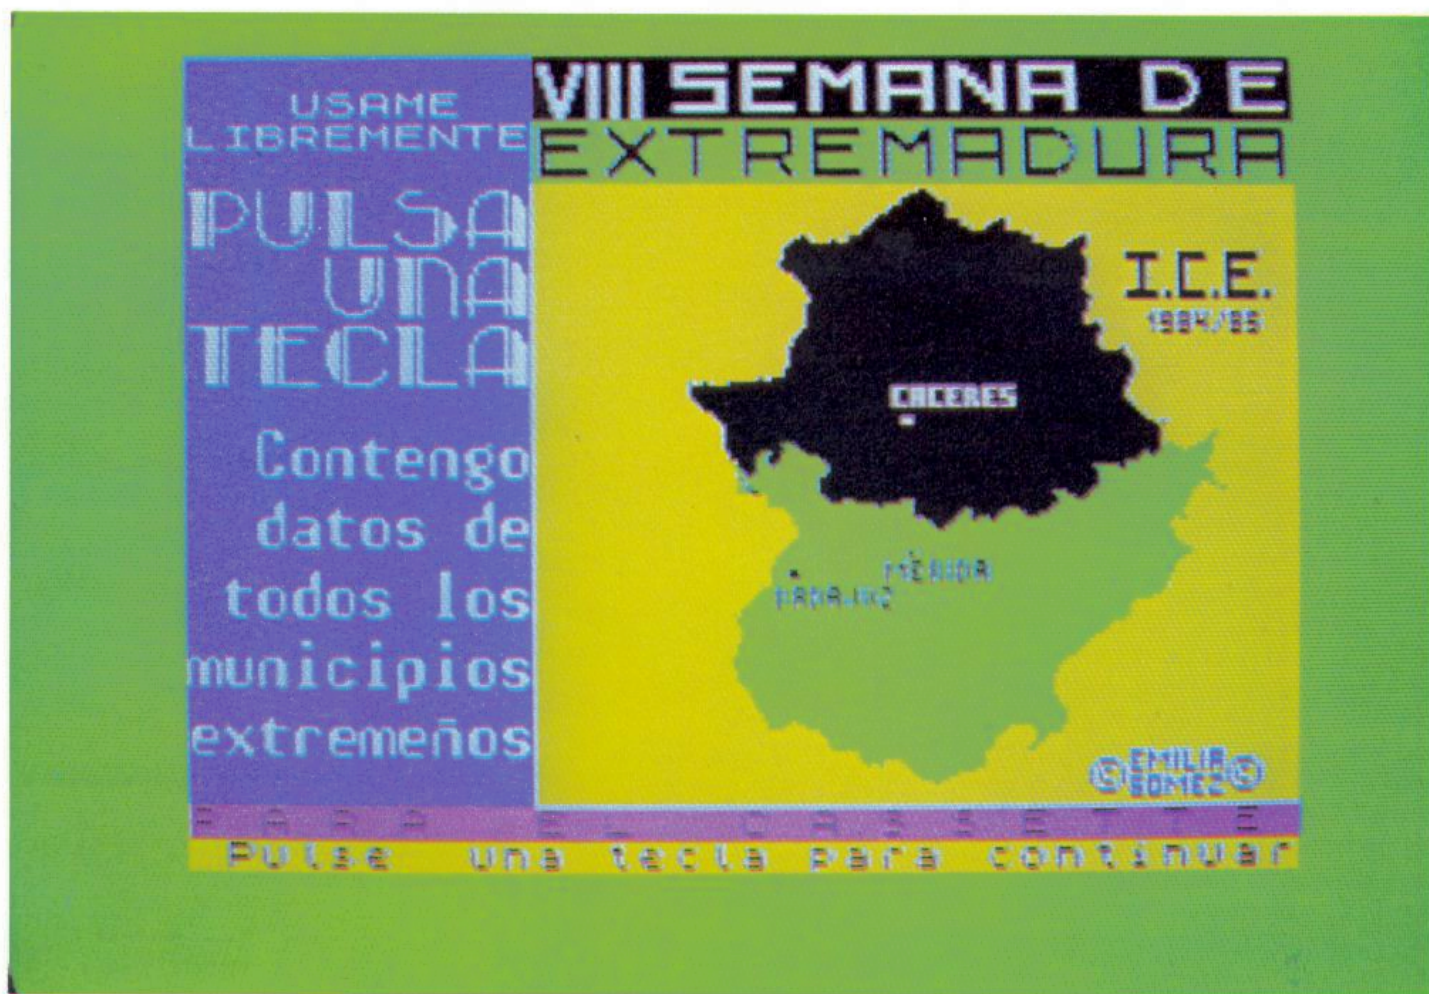 USAME
LIBREMENTE
PULSA
UNA
TECLA
Contengo
datos de
todos los
municipios
extremeños
VIII SEMANA DE
EXTREMADURA
I.C.E.
1984/85
CACERES
MERIDA
BADAJOZ
© EMILIA GOMEZ ©
PARE EL CASSETTE
Pulse una tecla para continuar